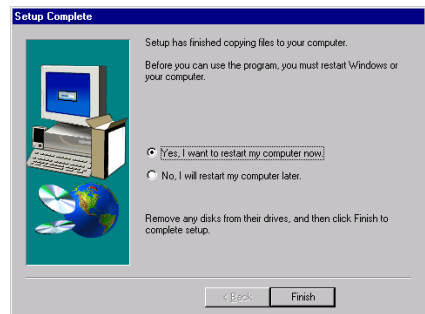 Setup Complete
Setup has finished copying files to your computer.
Before you can use the program, you must restart Windows or
your computer.
Yes, I want to restart my computer now.
No, I will restart my computer later.
Remove any disks from their drives, and then click Finish to
complete setup.
< Back
Finish